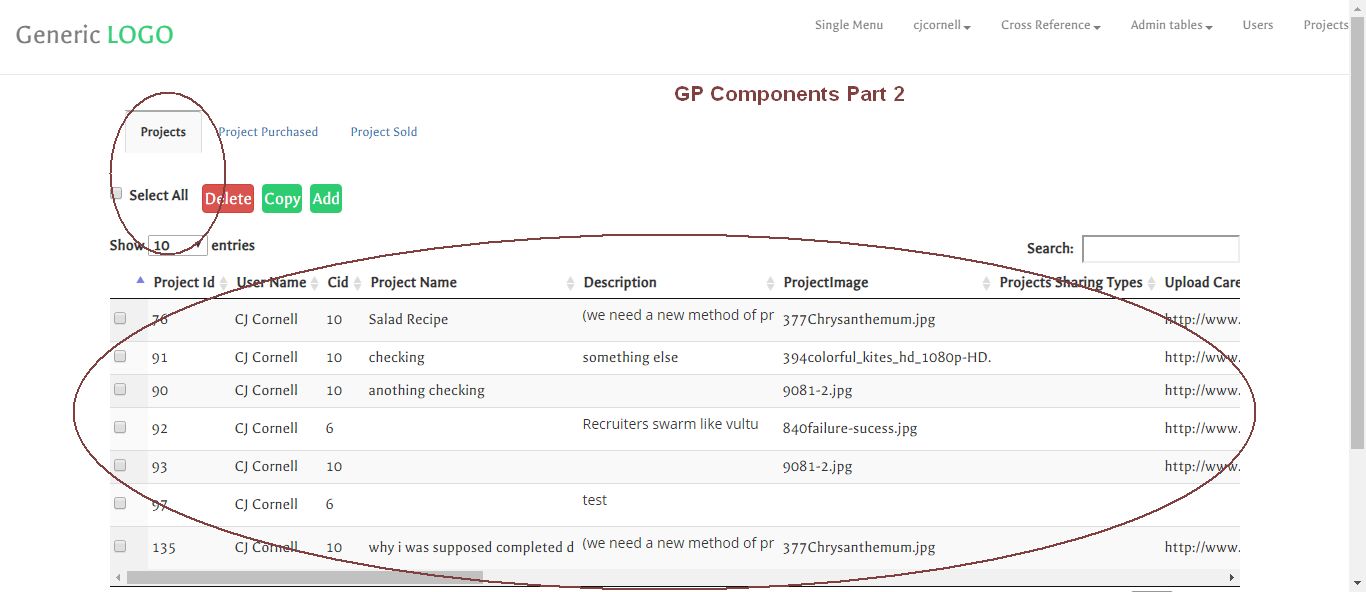 Generic LOGO
Single Menu cjcornell Cross Reference Admin tables Users Projects
GP Components Part 2
Projects Project Purchased Project Sold
Select All Delete Copy Add
Show 10 entries Search:
Project Id User Name Cid Project Name Description ProjectImage Projects Sharing Types Upload Care
76 CJ Cornell 10 Salad Recipe (we need a new method of pr 377Chrysanthemum.jpg http://www.
91 CJ Cornell 10 checking something else 394colorful_kites_hd_1080p-HD. http://www.
90 CJ Cornell 10 anothing checking 9081-2.jpg http://www.
92 CJ Cornell 6 Recruiters swarm like vultu 840failure-sucess.jpg http://www.
93 CJ Cornell 10 9081-2.jpg http://www.
97 CJ Cornell 6 test
135 CJ Cornell 10 why i was supposed completed d (we need a new method of pr 377Chrysanthemum.jpg http://www.